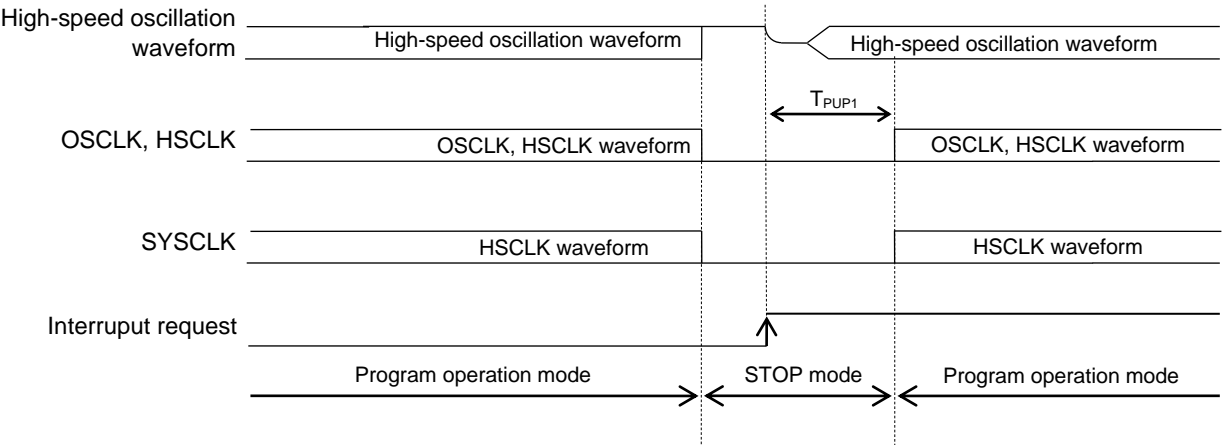 High-speed oscillation
waveform
High-speed oscillation waveform
High-speed oscillation waveform
TPUP1
OSCLK, HSCLK
OSCLK, HSCLK waveform
OSCLK, HSCLK waveform
SYSCLK
HSCLK waveform
HSCLK waveform
Interruput request
Program operation mode
STOP mode
Program operation mode